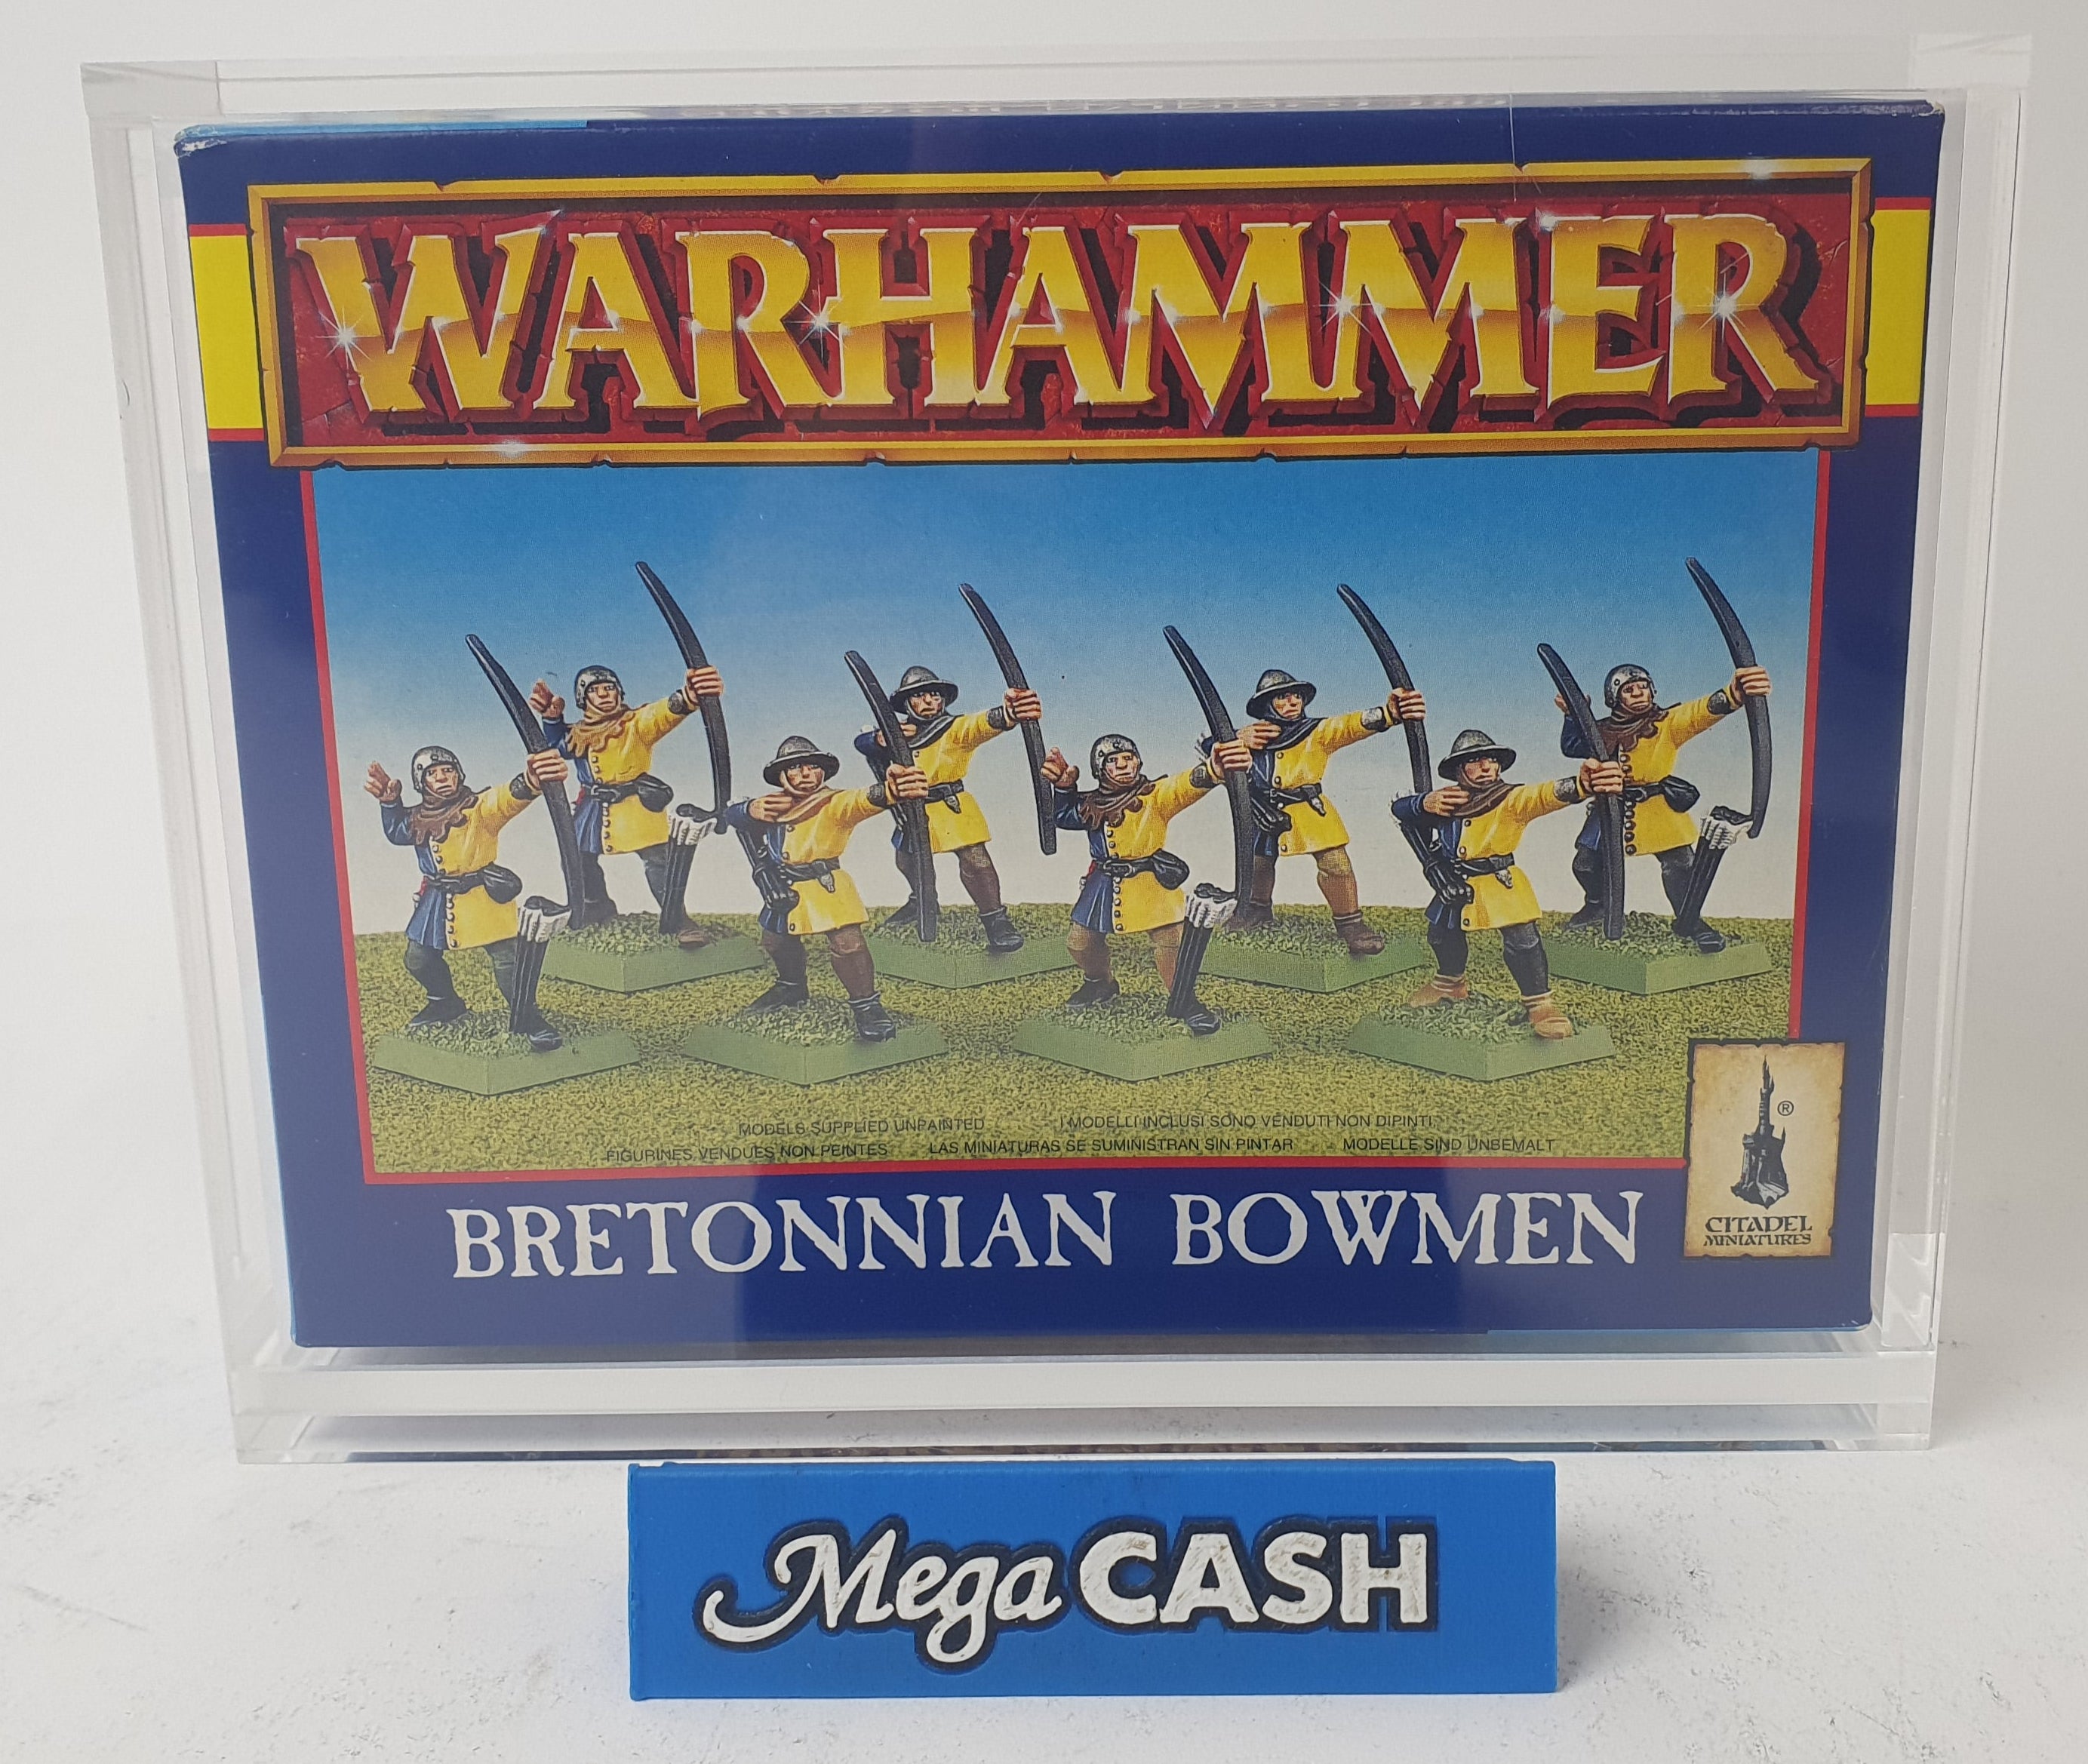 WARHAMMER
MODELS SUPPLIED UNPAINTED I MODELLI INCLUSI SONO VENDUTI NON DIPINTI.
FIGURINES VENDUES NON PEINTES LAS MINIATURAS SE SUMINISTRAN SIN PINTAR MODELLE SIND UNBEMALT
BRETONNIAN BOWMEN
®
CITADEL
MINIATURES
Mega CASH